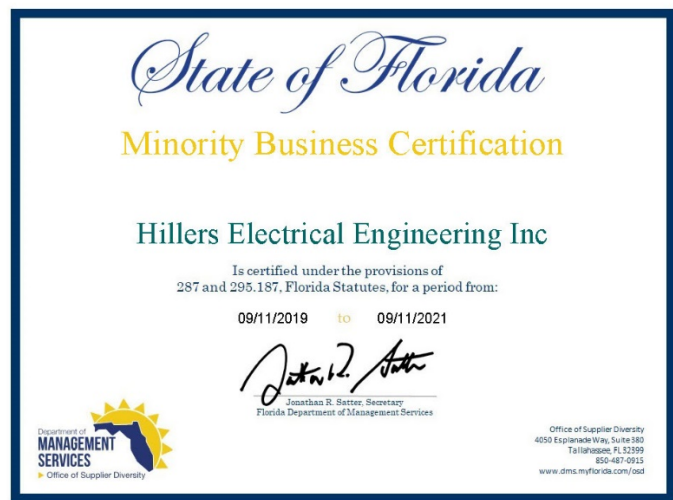 State of Florida
Minority Business Certification
Hillers Electrical Engineering Inc
Is certified under the provisions of
287 and 295.187, Florida Statutes, for a period from:
09/11/2019 to 09/11/2021
Jonathan R. Satter, Secretary
Florida Department of Management Services
Department of
MANAGEMENT
SERVICES
Office of Supplier Diversity
Office of Supplier Diversity
4050 Esplanade Way, Suite 380
Tallahassee, FL 32399
850-487-0915
www.dms.myflorida.com/osd